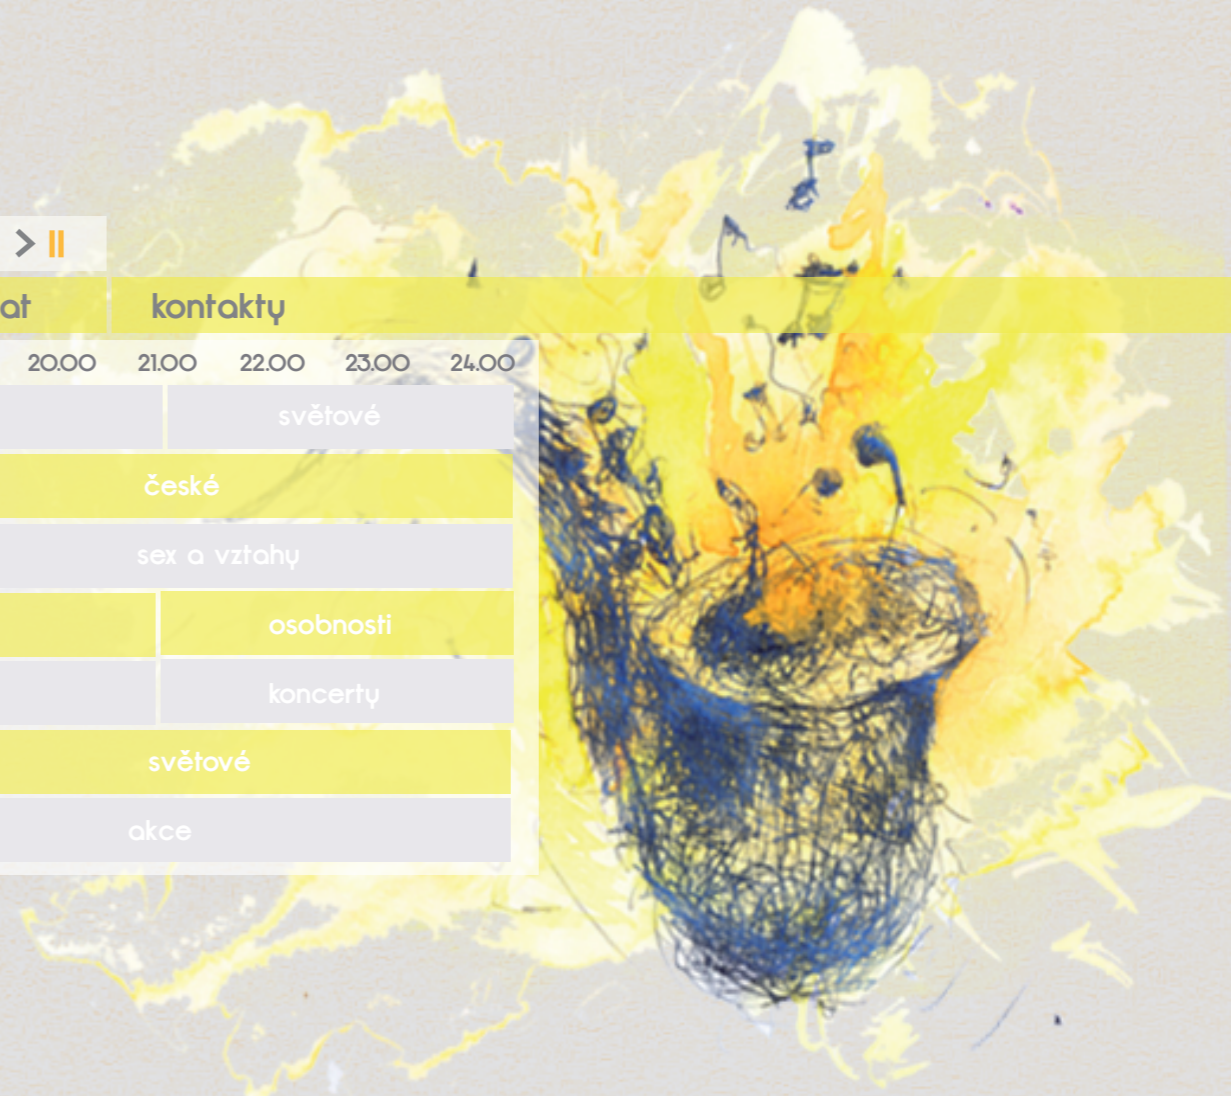 at kontakty
20.00 21.00 22.00 23.00 24.00
světové
české
sex a vztahy
osobnosti
koncerty
světové
akce